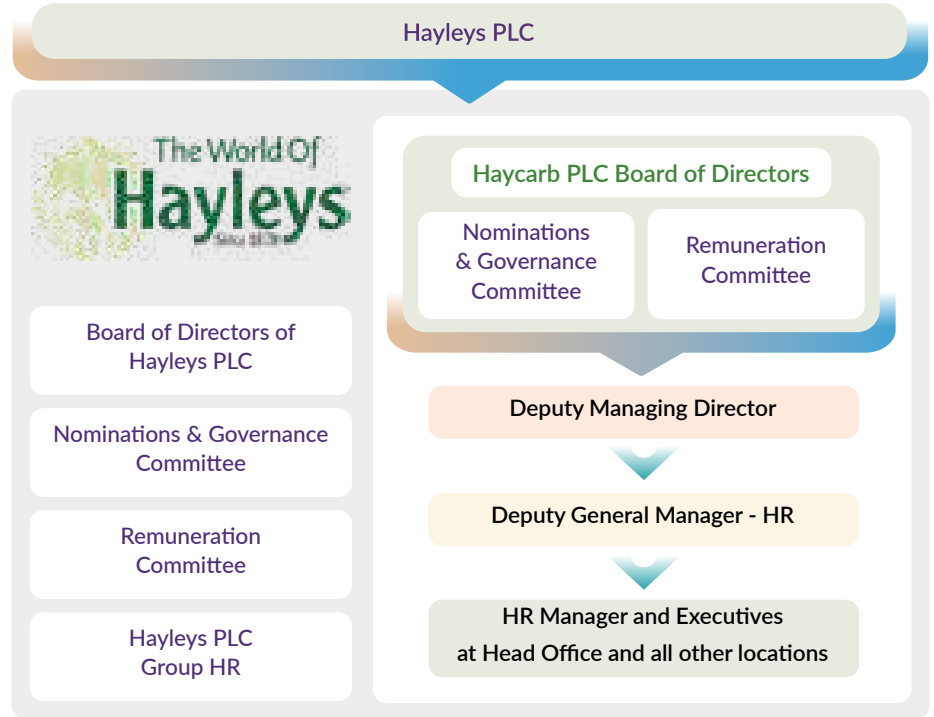 Hayleys PLC
The World Of
Hayleys
Since 1878
Board of Directors of
Hayleys PLC
Nominations & Governance
Committee
Remuneration
Committee
Hayleys PLC
Group HR
Haycarb PLC Board of Directors
Nominations
& Governance
Committee
Remuneration
Committee
Deputy Managing Director
Deputy General Manager - HR
HR Manager and Executives
at Head Office and all other locations